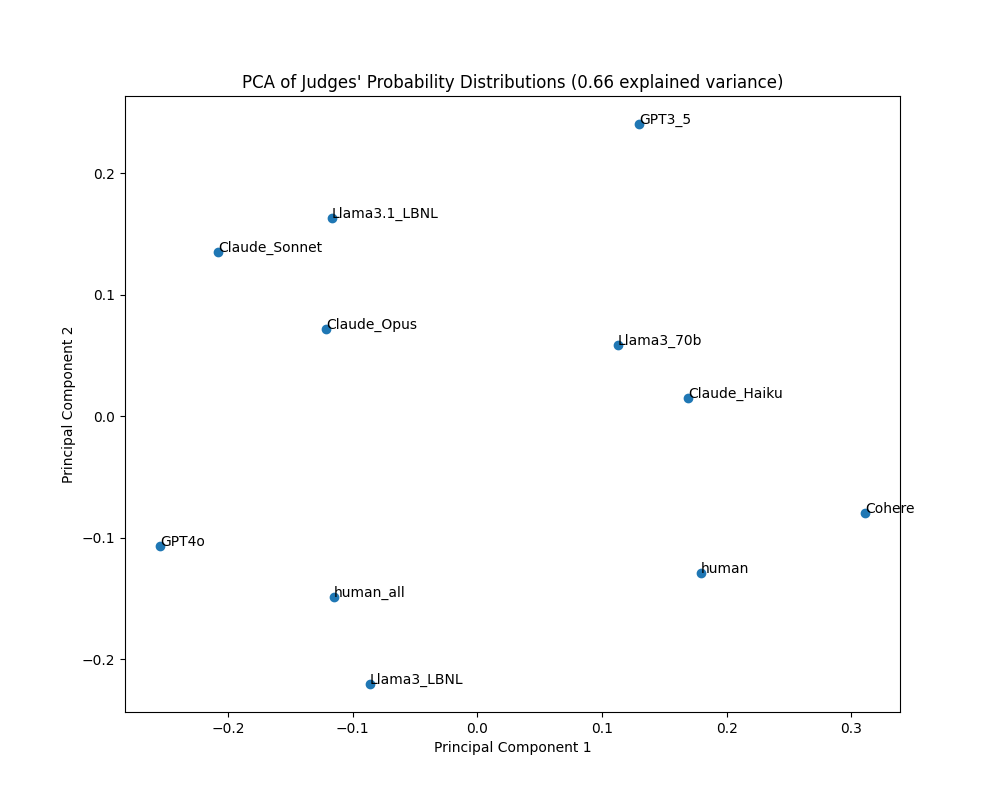 PCA of Judges' Probability Distributions (0.66 explained variance)
GPT3_5
0.2
Llama3.1_LBNL
Claude_Sonnet
0.1
Claude_Opus
Llama3_70b
Claude_Haiku
0.0
Principal Component 2
Cohere
−0.1
GPT4o
human
human_all
−0.2
Llama3_LBNL
−0.2
−0.1
0.0
0.1
0.2
0.3
Principal Component 1